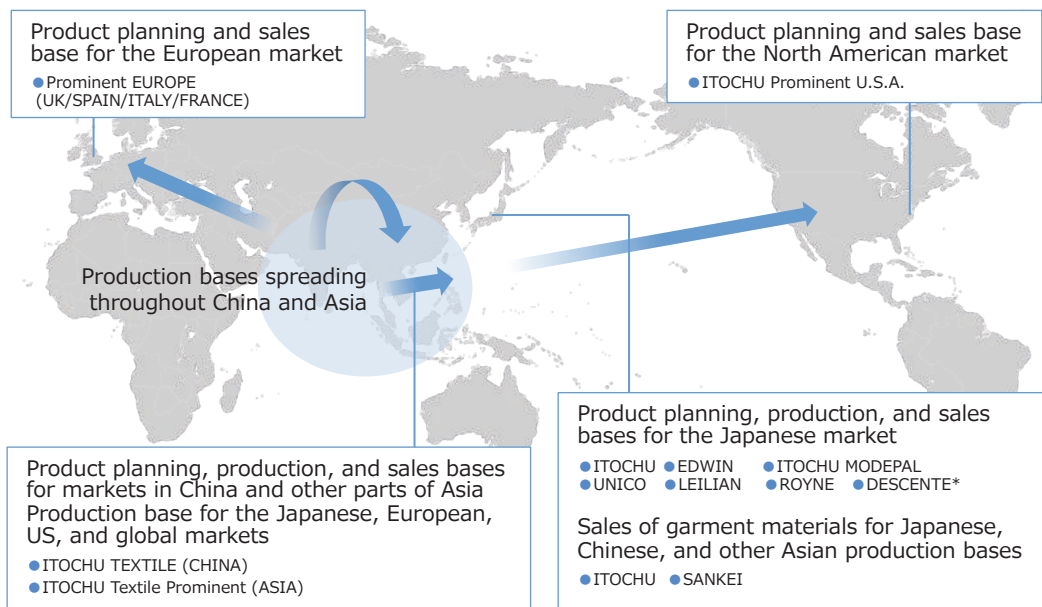 Product planning and sales
base for the European market
● Prominent EUROPE
(UK/SPAIN/ITALY/FRANCE)
Product planning and sales base
for the North American market
● ITOCHU Prominent U.S.A.
Production bases spreading
throughout China and Asia
Product planning, production, and sales bases
for markets in China and other parts of Asia
Production base for the Japanese, European,
US, and global markets
● ITOCHU TEXTILE (CHINA)
● ITOCHU Textile Prominent (ASIA)
Product planning, production, and sales
bases for the Japanese market
● ITOCHU ● EDWIN ● ITOCHU MODEPAL
● UNICO ● LEILIAN ● ROYNE ● DESCENTE*
Sales of garment materials for Japanese,
Chinese, and other Asian production bases
● ITOCHU ● SANKEI